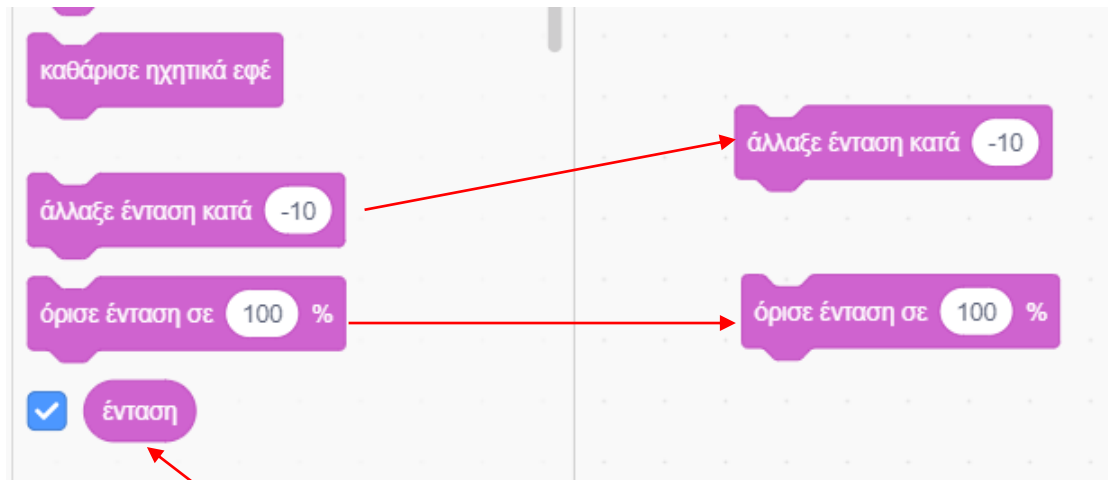 καθάρισε ηχητικά εφέ
άλλαξε ένταση κατά -10
όρισε ένταση σε 100 %
ένταση
άλλαξε ένταση κατά -10
όρισε ένταση σε 100 %